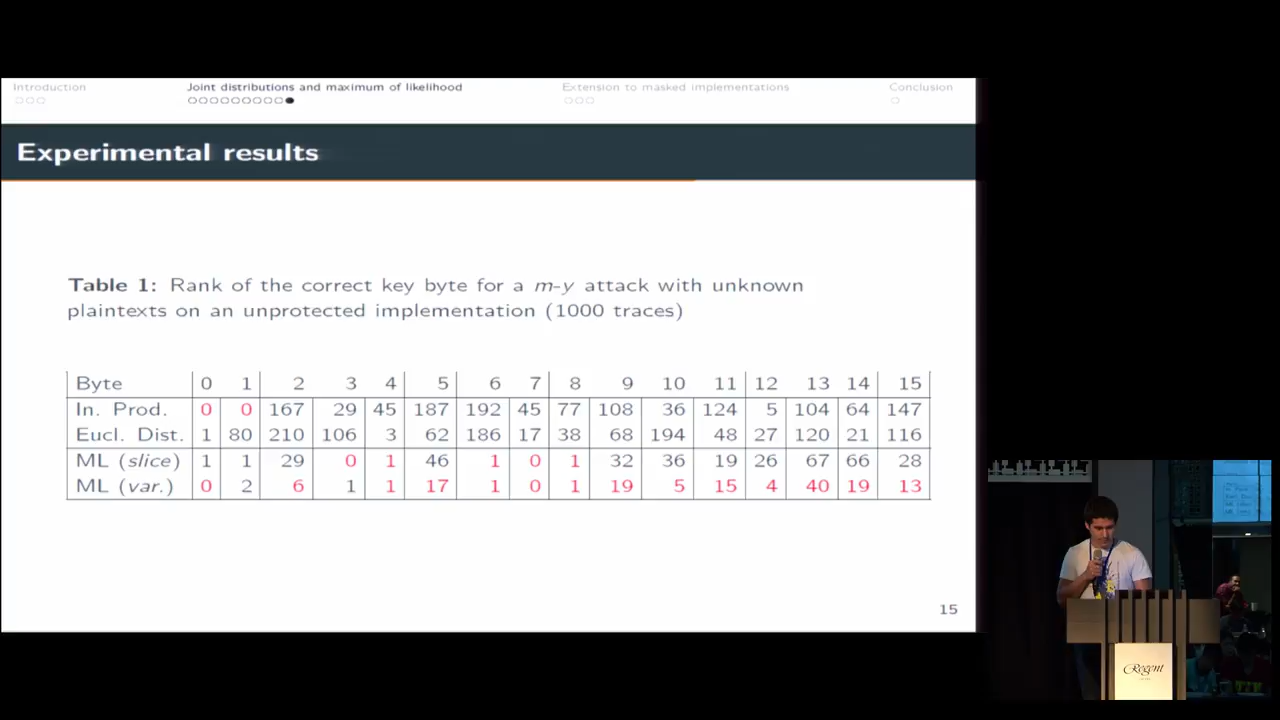 Introduction
Joint distributions and maximum of likelihood
Extension to masked implementations
Conclusion
Experimental results
Table 1: Rank of the correct key byte for a m-y attack with unknown
plaintexts on an unprotected implementation (1000 traces)
Byte 0 1 2 3 4 5 6 7 8 9 10 11 12 13 14 15
In. Prod. 0 0 167 29 45 187 192 45 77 108 36 124 5 104 64 147
Eucl. Dist. 1 80 210 106 3 62 186 17 38 68 194 48 27 120 21 116
ML (slice) 1 1 29 0 1 46 1 0 1 32 36 19 26 67 66 28
ML (var.) 0 2 6 1 1 17 1 0 1 19 5 15 4 40 19 13
15
Regent